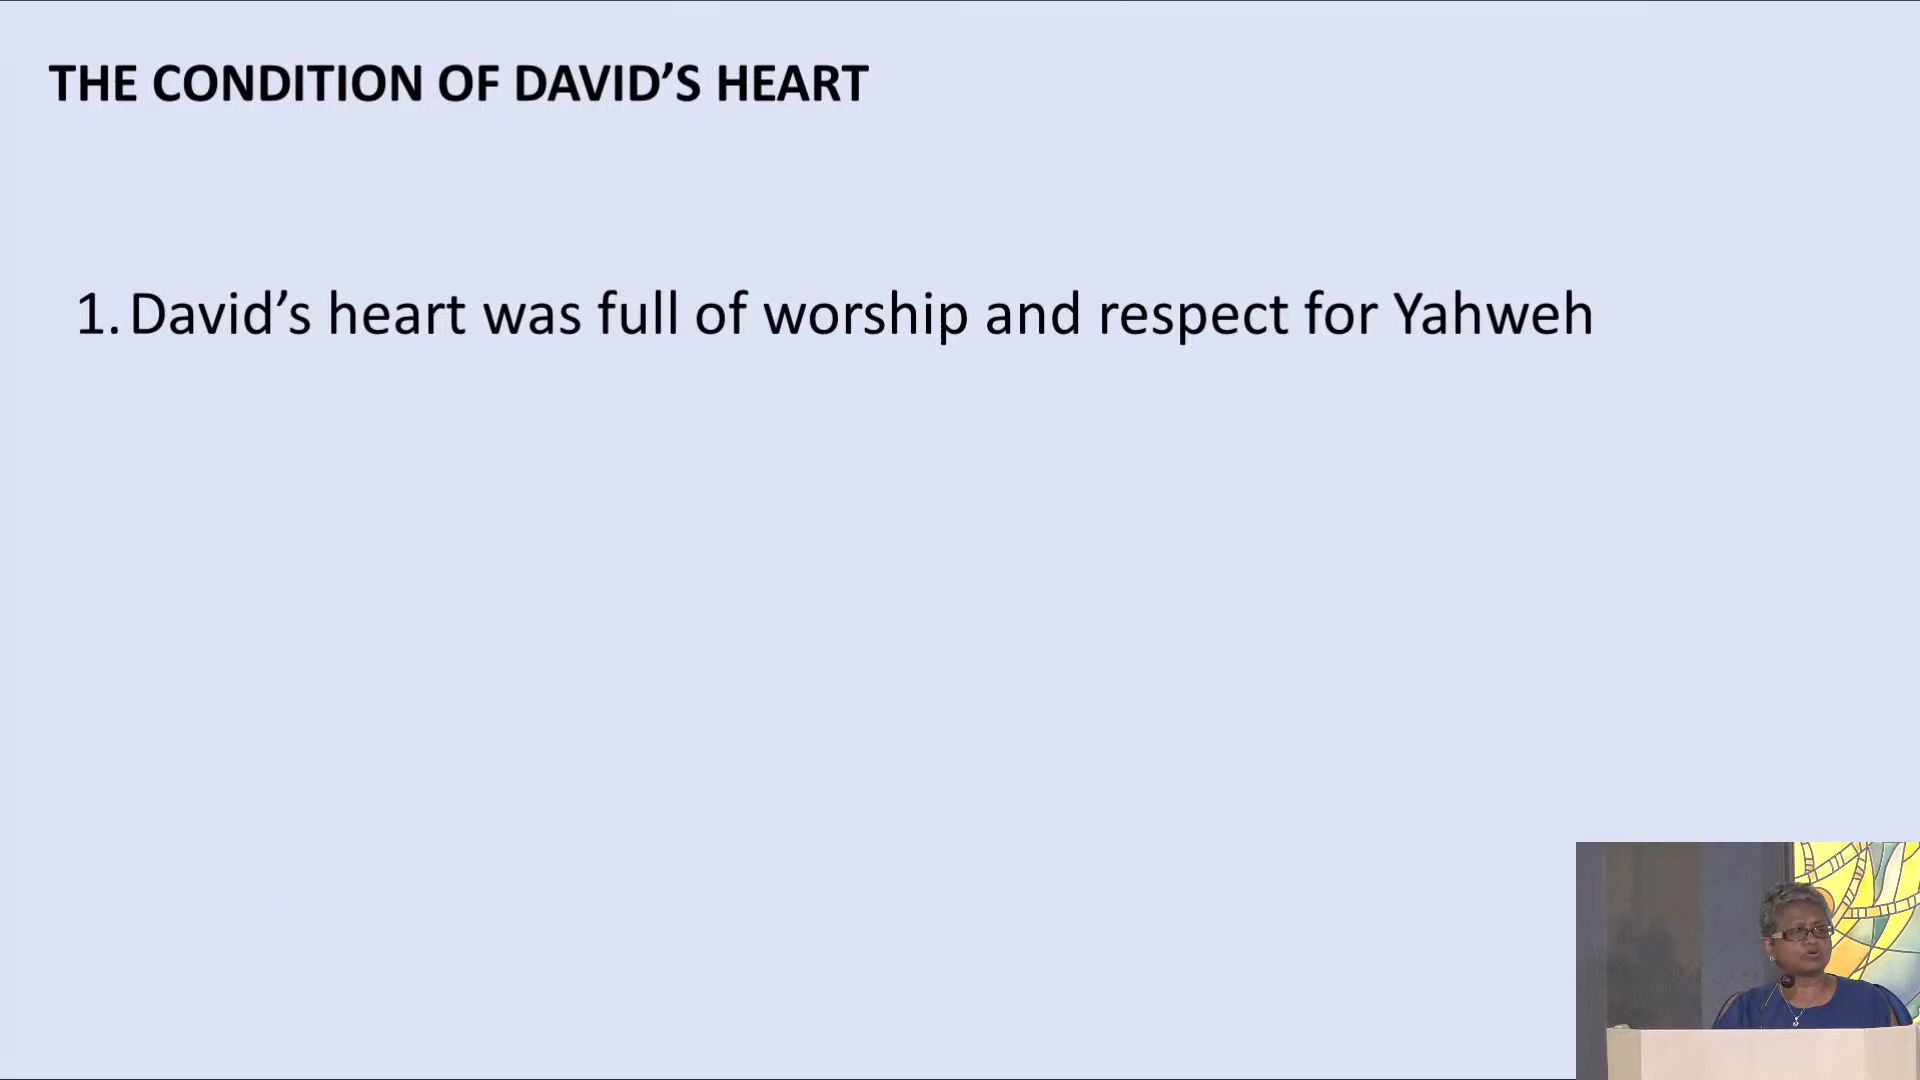 THE CONDITION OF DAVID’S HEART
1. David’s heart was full of worship and respect for Yahweh